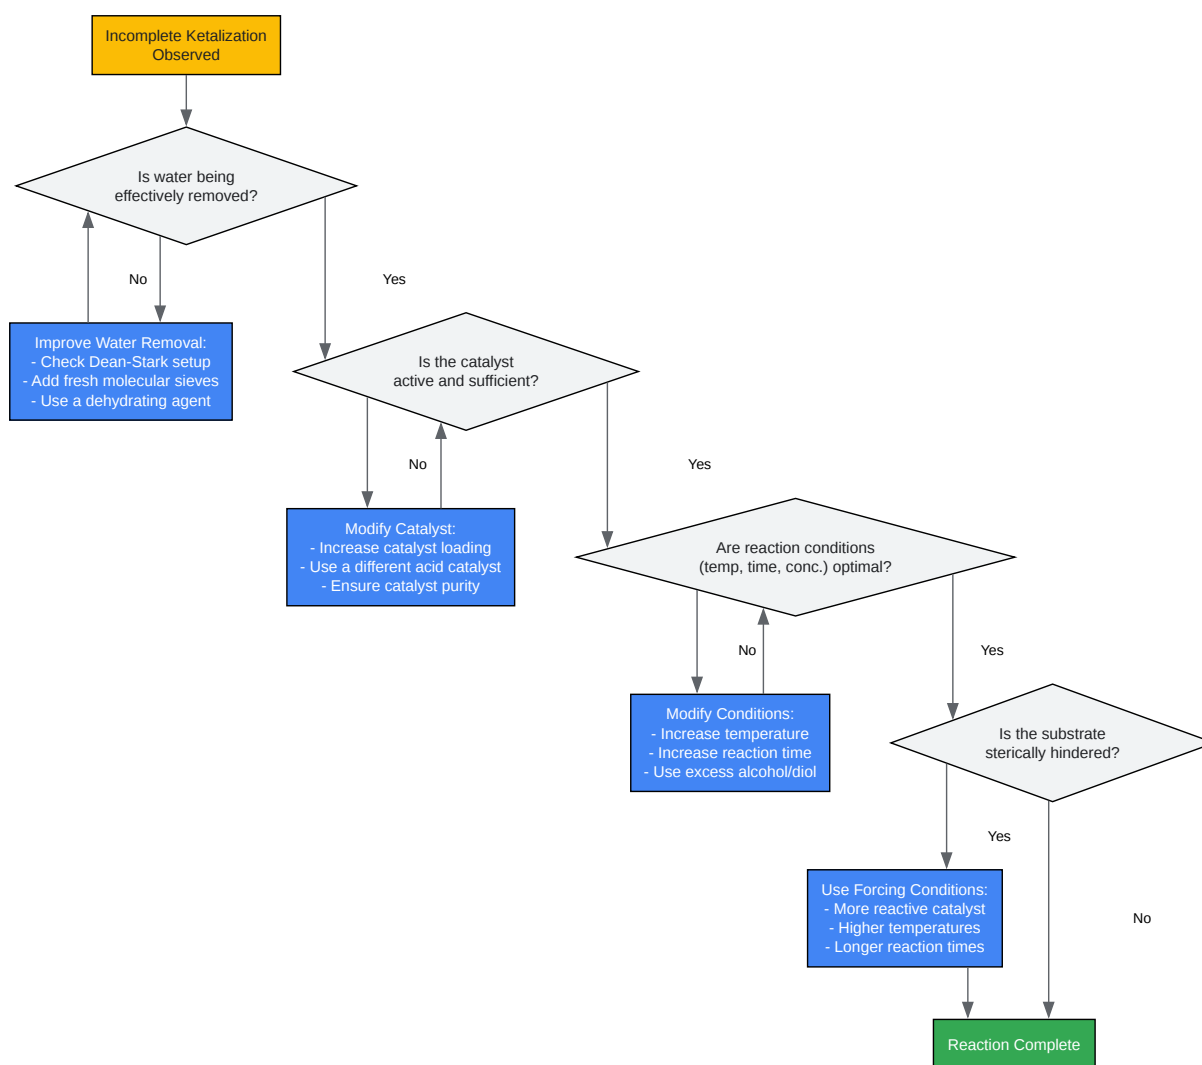 Incomplete Ketalization
Observed
Is water being
effectively removed?
No
Yes
Improve Water Removal:
- Check Dean-Stark setup
- Add fresh molecular sieves
- Use a dehydrating agent
Is the catalyst
active and sufficient?
No
Yes
Modify Catalyst:
- Increase catalyst loading
- Use a different acid catalyst
- Ensure catalyst purity
Are reaction conditions
(temp, time, conc.) optimal?
No
Yes
Modify Conditions:
- Increase temperature
- Increase reaction time
- Use excess alcohol/diol
Is the substrate
sterically hindered?
Yes
No
Use Forcing Conditions:
- More reactive catalyst
- Higher temperatures
- Longer reaction times
Reaction Complete